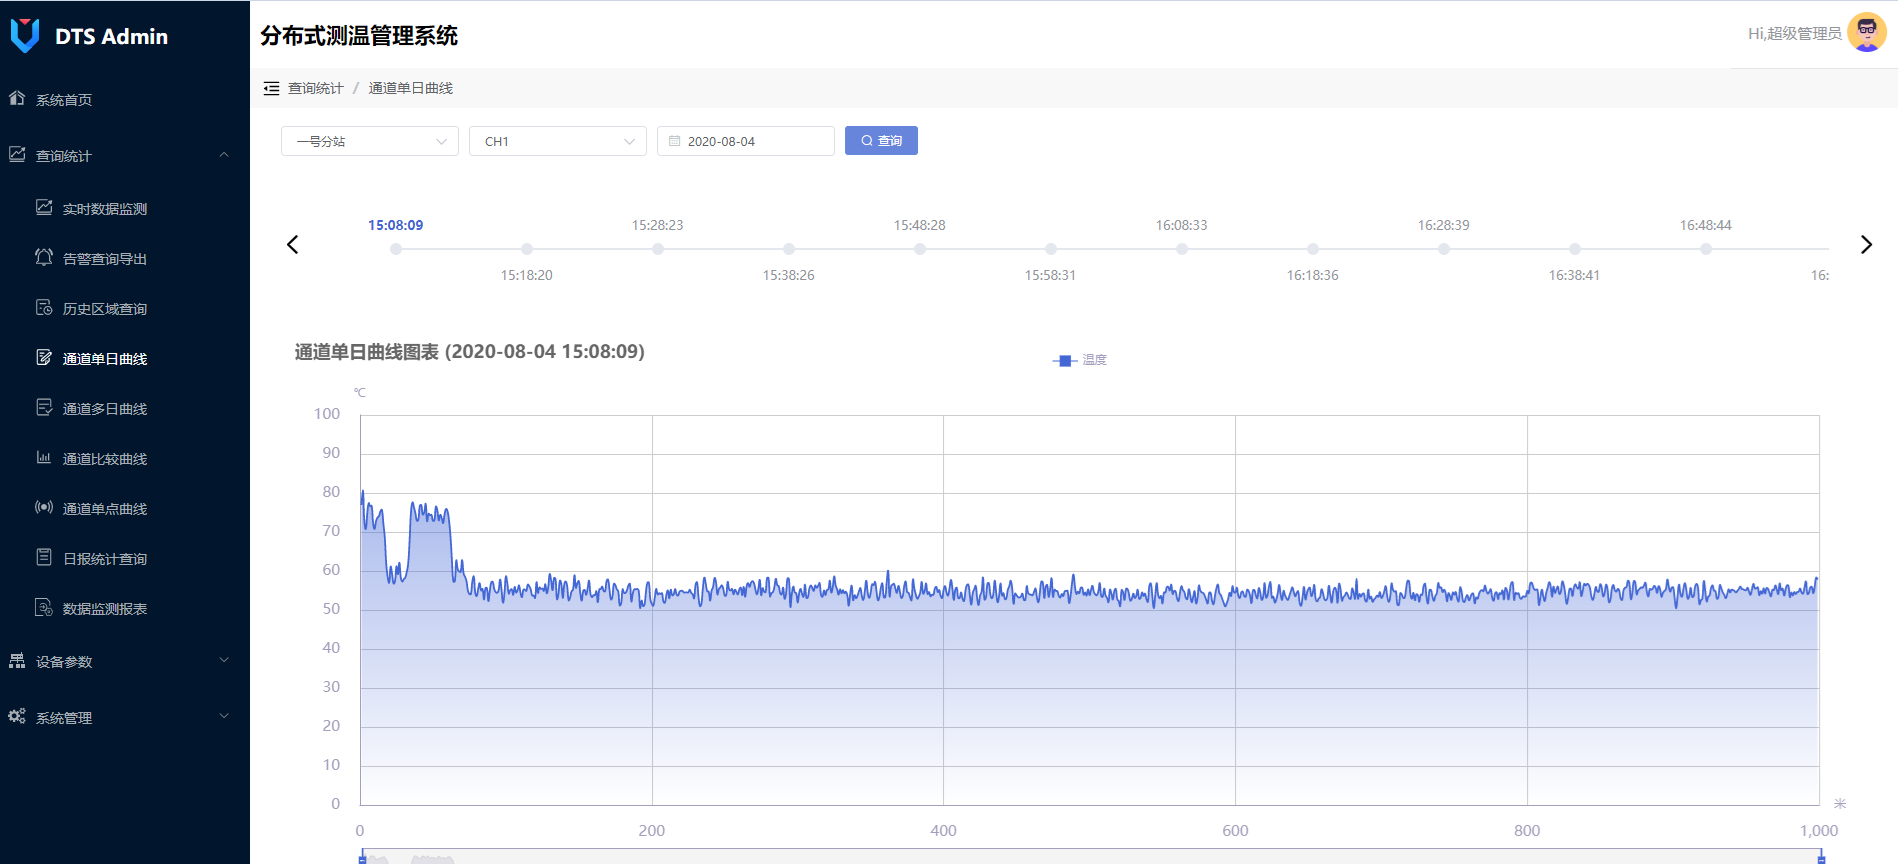 DTS Admin
系统首页
查询统计
实时数据监测
告警查询导出
历史区域查询
通道单日曲线
通道多日曲线
通道比较曲线
通道单点曲线
日报统计查询
数据监测报表
设备参数
系统管理
分布式测温管理系统
Hi,超级管理员
查询统计 / 通道单日曲线
一号分站 CH1 2020-08-04 查询
15:08:09 15:28:23 15:48:28 16:08:33 16:28:39 16:48:44
15:18:20 15:38:26 15:58:31 16:18:36 16:38:41 16:
通道单日曲线图表 (2020-08-04 15:08:09)
温度
℃
100
90
80
70
60
50
40
30
20
10
0
米
0 200 400 600 800 1,000